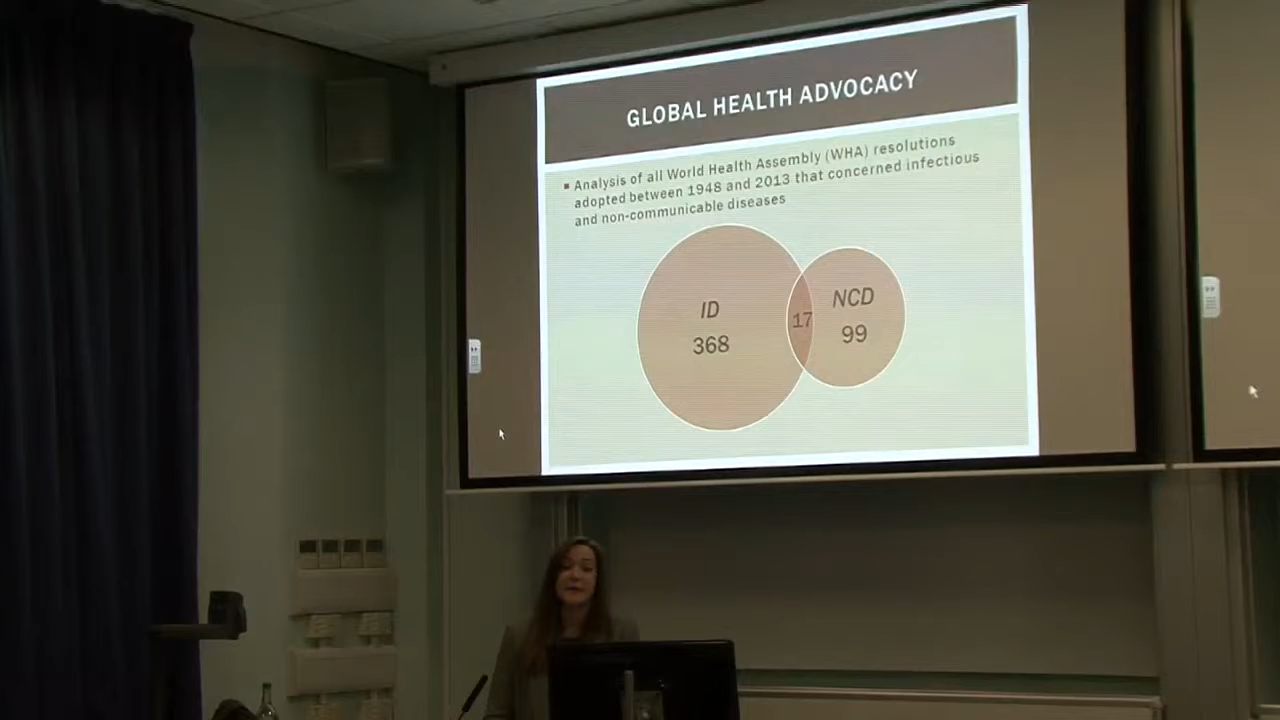 GLOBAL HEALTH ADVOCACY
Analysis of all World Health Assembly (WHA) resolutions
adopted between 1948 and 2013 that concerned infectious
and non-communicable diseases
ID
368
17
NCD
99